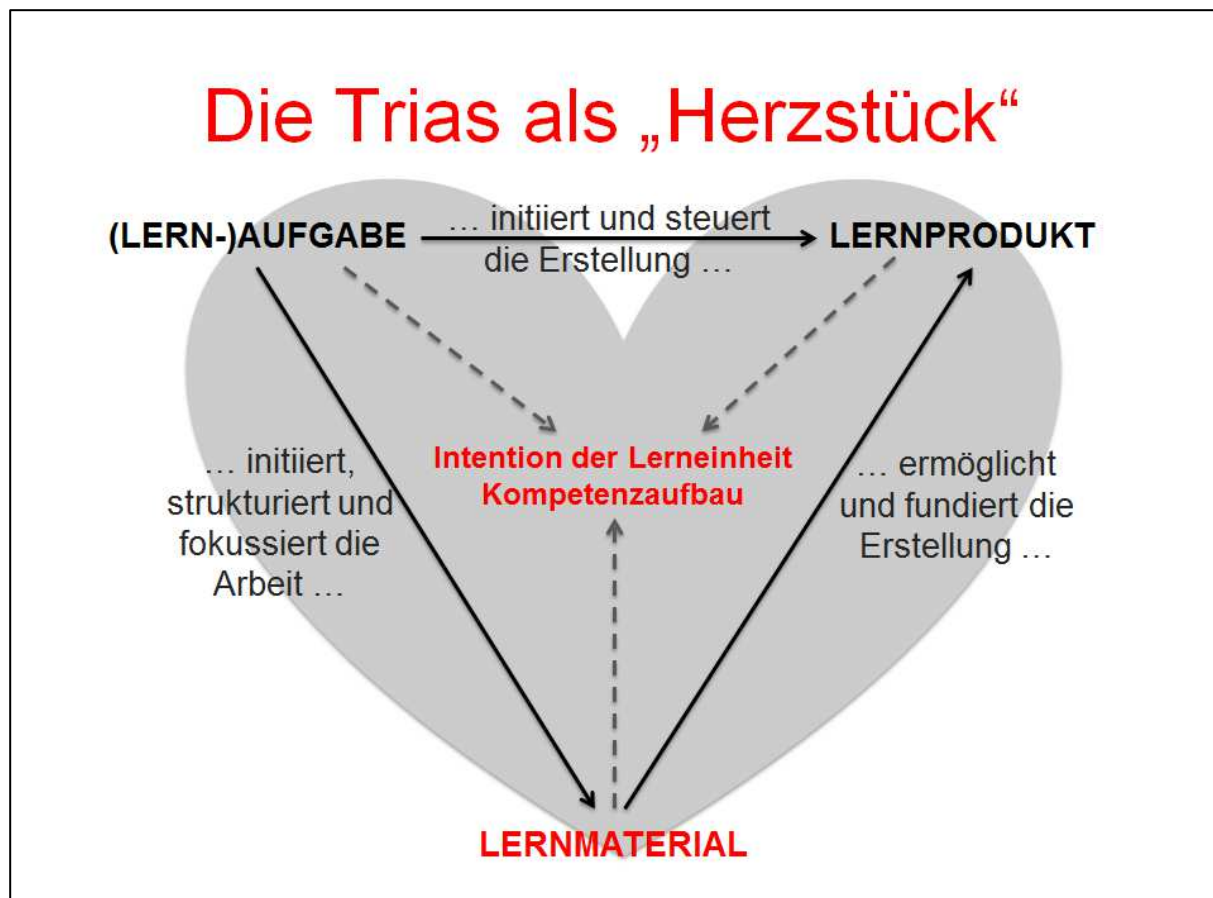 Die Trias als „Herzstück“
(LERN-)AUFGABE
… initiiert und steuert
die Erstellung …
LERNPRODUKT
… initiiert,
strukturiert und
fokussiert die
Arbeit …
Intention der Lerneinheit
Kompetenzaufbau
… ermöglicht
und fundiert die
Erstellung …
LERNMATERIAL